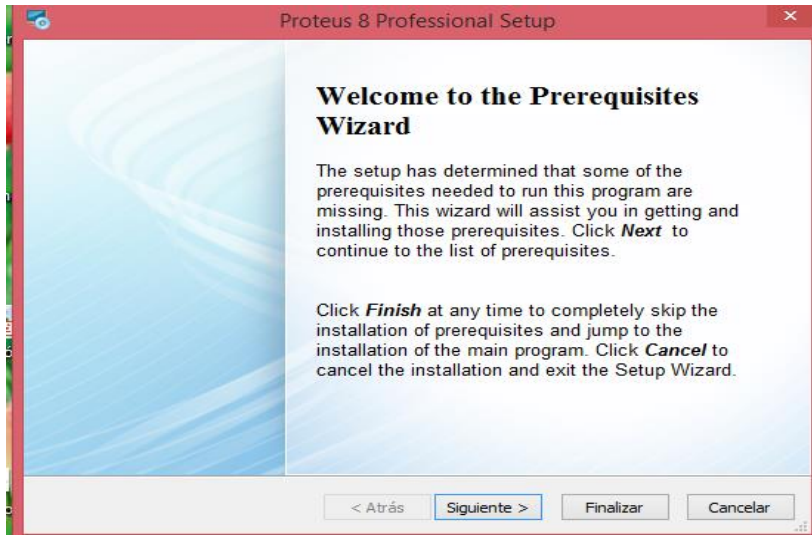 Proteus 8 Professional Setup
Welcome to the Prerequisites
Wizard
The setup has determined that some of the
prerequisites needed to run this program are
missing. This wizard will assist you in getting and
installing those prerequisites. Click Next to
continue to the list of prerequisites.
Click Finish at any time to completely skip the
installation of prerequisites and jump to the
installation of the main program. Click Cancel to
cancel the installation and exit the Setup Wizard.
< Atrás Siguiente > Finalizar Cancelar